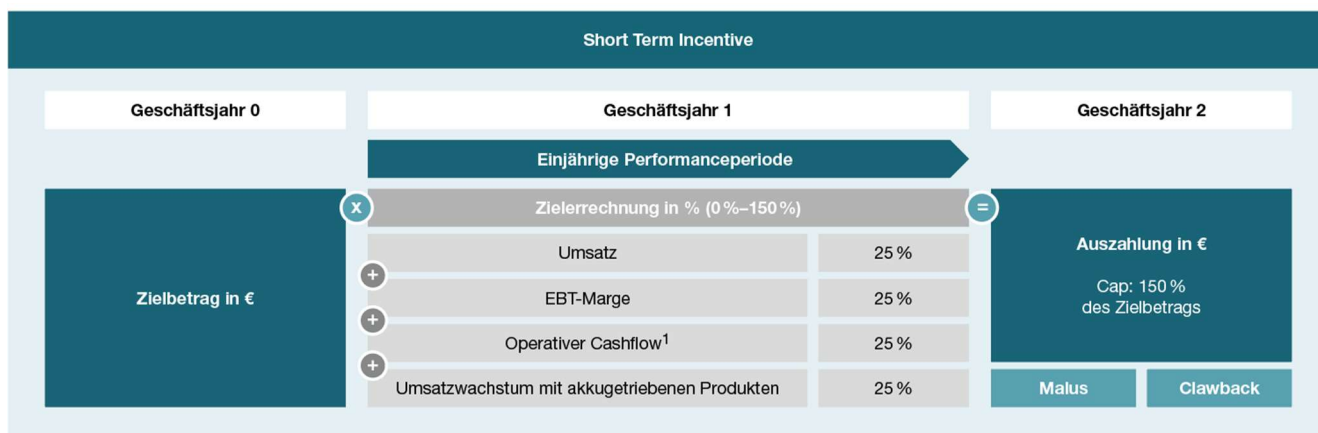 Short Term Incentive
Geschäftsjahr 0
Geschäftsjahr 1
Geschäftsjahr 2
Einjährige Performanceperiode
Zielbetrag in €
x
Zielerrechnung in % (0 %–150 %)
=
Umsatz 25 %
+
EBT-Marge 25 %
+
Operativer Cashflow¹ 25 %
+
Umsatzwachstum mit akkugetriebenen Produkten 25 %
Auszahlung in €
Cap: 150 %
des Zielbetrags
Malus
Clawback